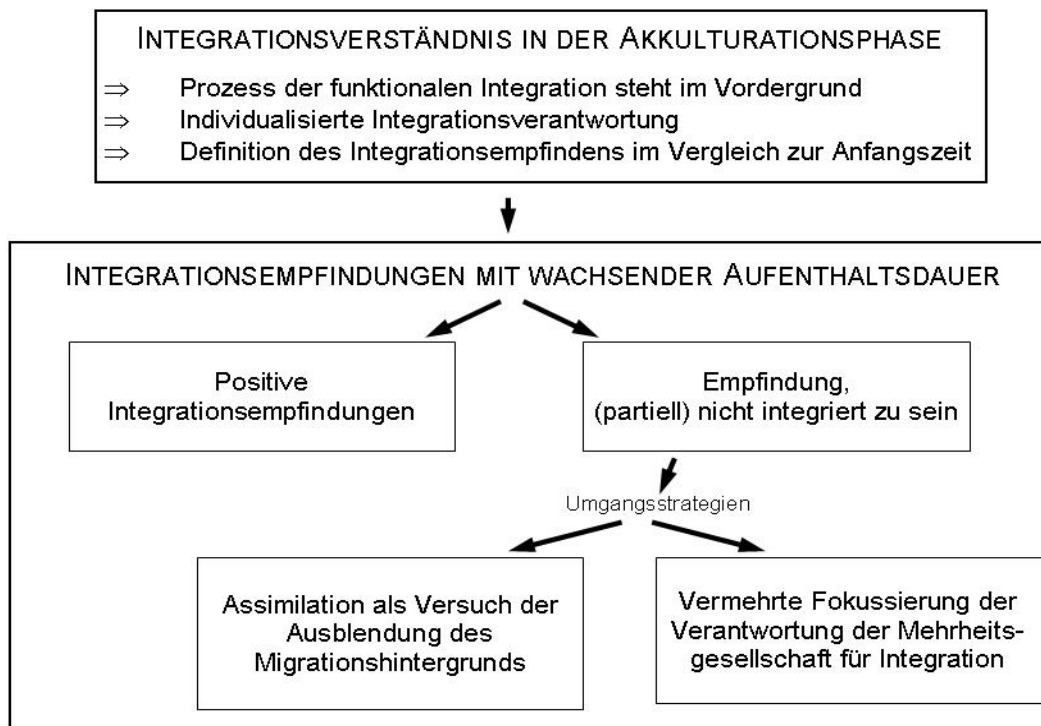 INTEGRATIONSVERSTÄNDNIS IN DER AKKULTURATIONSPHASE
⇒ Prozess der funktionalen Integration steht im Vordergrund
⇒ Individualisierte Integrationsverantwortung
⇒ Definition des Integrationsempfindens im Vergleich zur Anfangszeit
INTEGRATIONSEMPFINDUNGEN MIT WACHSENDER AUFENTHALTSDAUER
Positive
Integrationsempfindungen
Empfindung,
(partiell) nicht integriert zu sein
Umgangsstrategien
Assimilation als Versuch der
Ausblendung des
Migrationshintergrunds
Vermehrte Fokussierung der
Verantwortung der Mehrheits-
gesellschaft für Integration